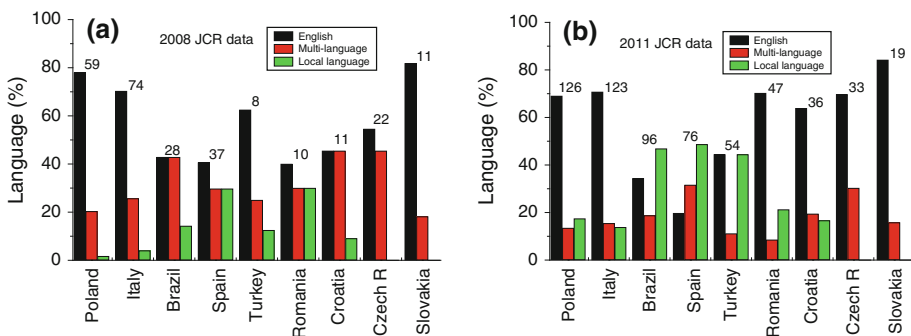 (a)
2008 JCR data
English
Multi-language
Local language
Language (%)
100
80
60
40
20
0
59
74
28
37
8
10
11
22
11
Poland
Italy
Brazil
Spain
Turkey
Romania
Croatia
Czech R
Slovakia
(b)
2011 JCR data
English
Multi-language
Local language
Language (%)
100
80
60
40
20
0
126
123
96
76
54
47
36
33
19
Poland
Italy
Brazil
Spain
Turkey
Romania
Croatia
Czech R
Slovakia